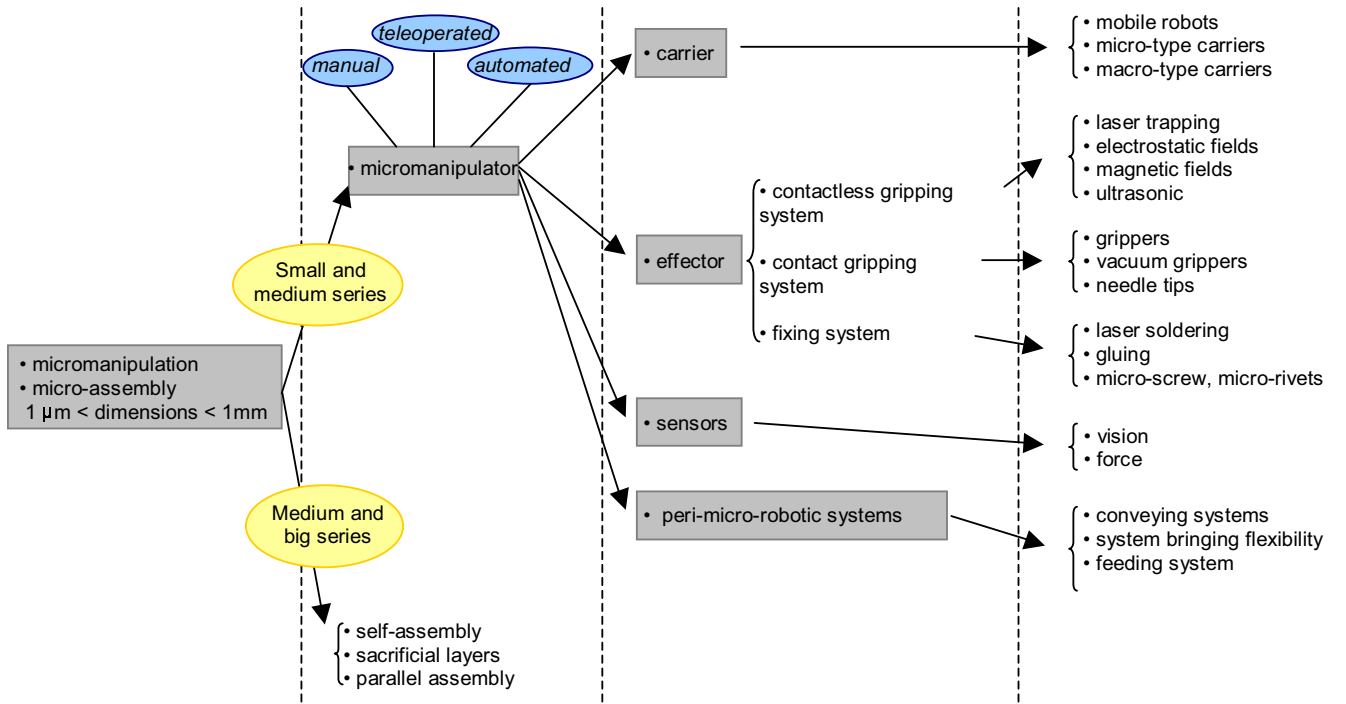 teleoperated
manual
automated
• micromanipulator
Small and
medium series
• micromanipulation
• micro-assembly
1 µm < dimensions < 1mm
Medium and
big series
• self-assembly
• sacrificial layers
• parallel assembly
• carrier
• effector
• contactless gripping
system
• contact gripping
system
• fixing system
• sensors
• peri-micro-robotic systems
• mobile robots
• micro-type carriers
• macro-type carriers
• laser trapping
• electrostatic fields
• magnetic fields
• ultrasonic
• grippers
• vacuum grippers
• needle tips
• laser soldering
• gluing
• micro-screw, micro-rivets
• vision
• force
• conveying systems
• system bringing flexibility
• feeding system